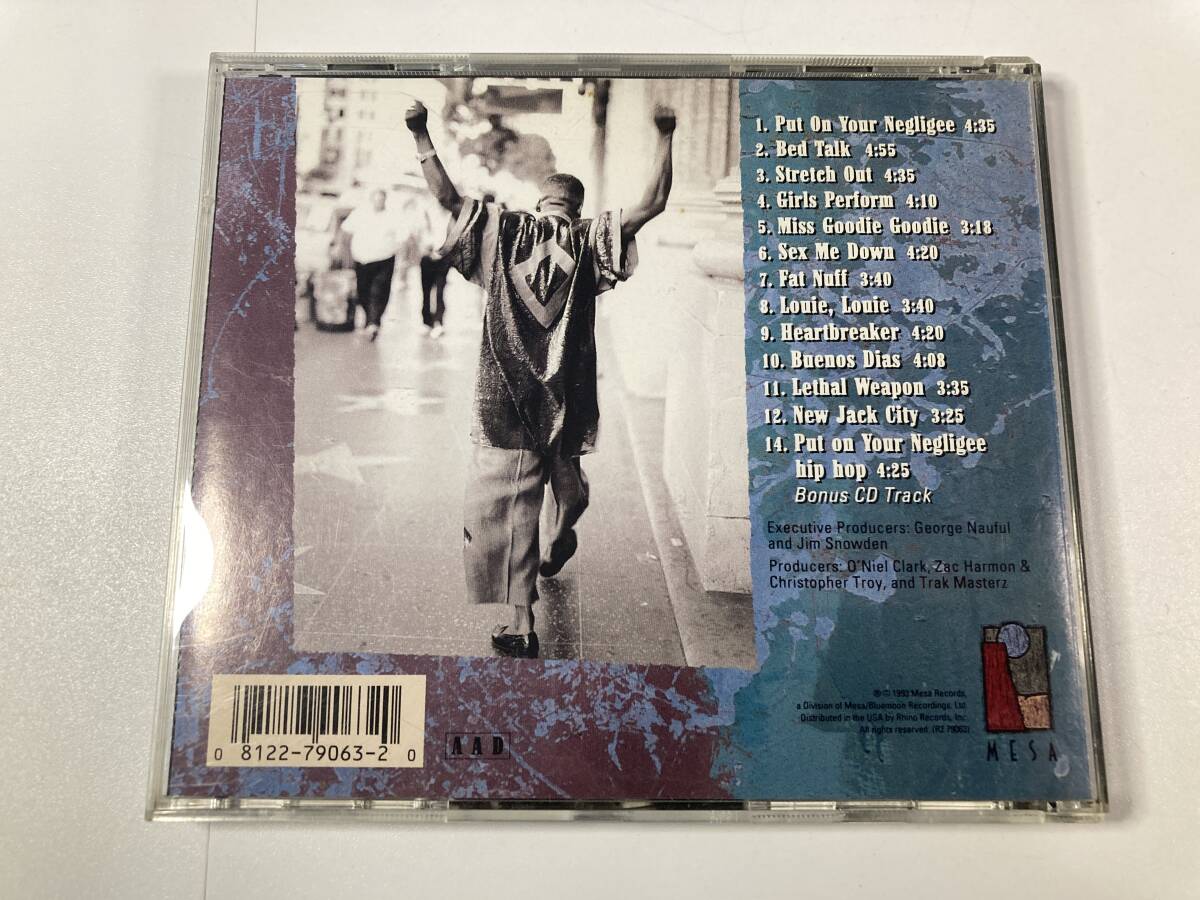 1. Put On Your Negligee 4:35
2. Bed Talk 4:55
3. Stretch Out 4:35
4. Girls Perform 4:10
5. Miss Goodie Goodie 3:18
6. Sex Me Down 4:20
7. Fat Nuff 3:40
8. Louie, Louie 3:40
9. Heartbreaker 4:20
10. Buenos Dias 4:08
11. Lethal Weapon 3:35
12. New Jack City 3:25
14. Put on Your Negligee
hip hop 4:25
Bonus CD Track
Executive Producers: George Nauful
and Jim Snowden
Producers: O'Niel Clark, Zac Harmon &
Christopher Troy, and Trak Masterz
℗ © 1993 Mesa Records,
a Division of Mesa/Bluemoon Recordings, Ltd.
Distributed in the USA by Rhino Records, Inc.
All rights reserved. (R2 79063)
MESA
0 8122-79063-2 0
AAD